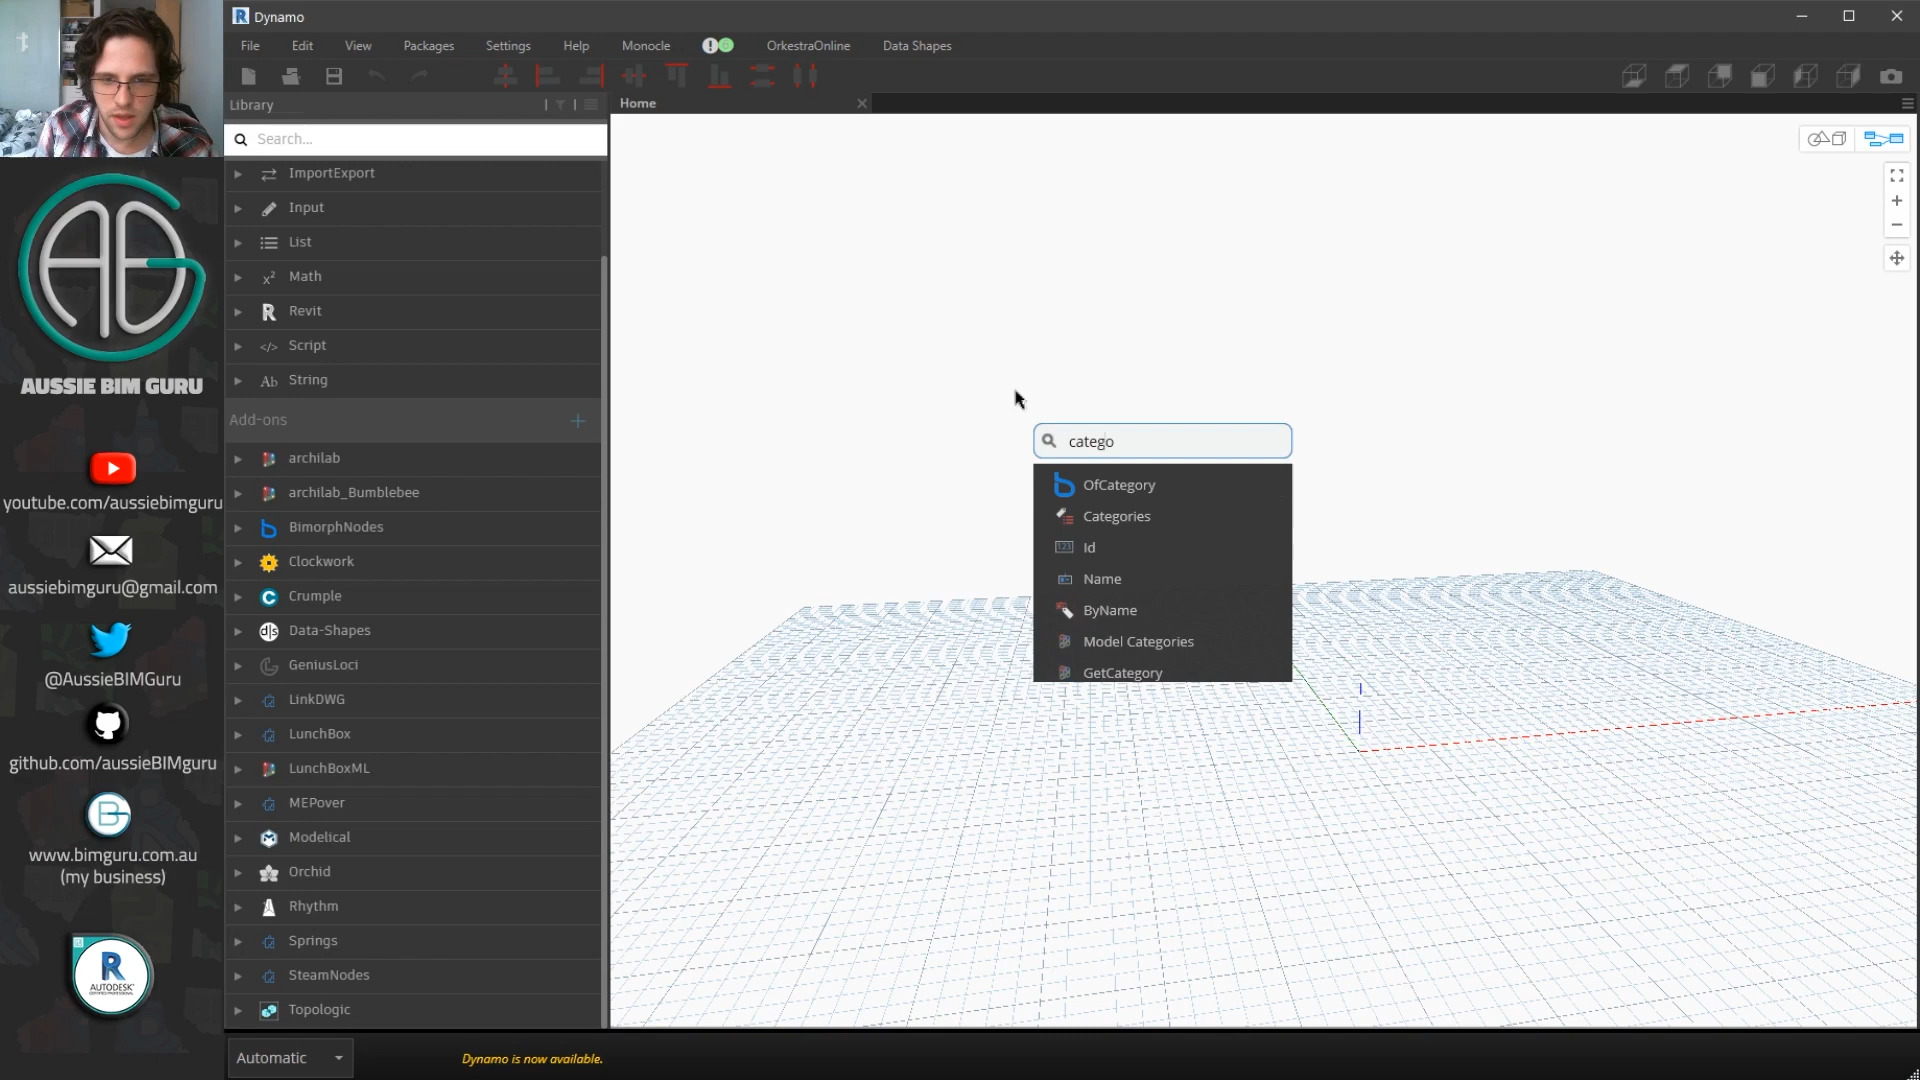 Dynamo
File Edit View Packages Settings Help Monocle OrkestraOnline Data Shapes
Library
Home
Search...
ImportExport
Input
List
Math
Revit
Script
String
Add-ons
archilab
archilab_Bumblebee
BimorphNodes
Clockwork
Crumple
Data-Shapes
GeniusLoci
LinkDWG
LunchBox
LunchBoxML
MEPover
Modelical
Orchid
Rhythm
Springs
SteamNodes
Topologic
catego
OfCategory
Categories
Id
Name
ByName
Model Categories
GetCategory
Automatic
Dynamo is now available.
AUSSIE BIM GURU
youtube.com/aussiebimguru
aussiebimguru@gmail.com
@AussieBIMGuru
github.com/aussieBIMguru
www.bimguru.com.au
(my business)
R
AUTODESK